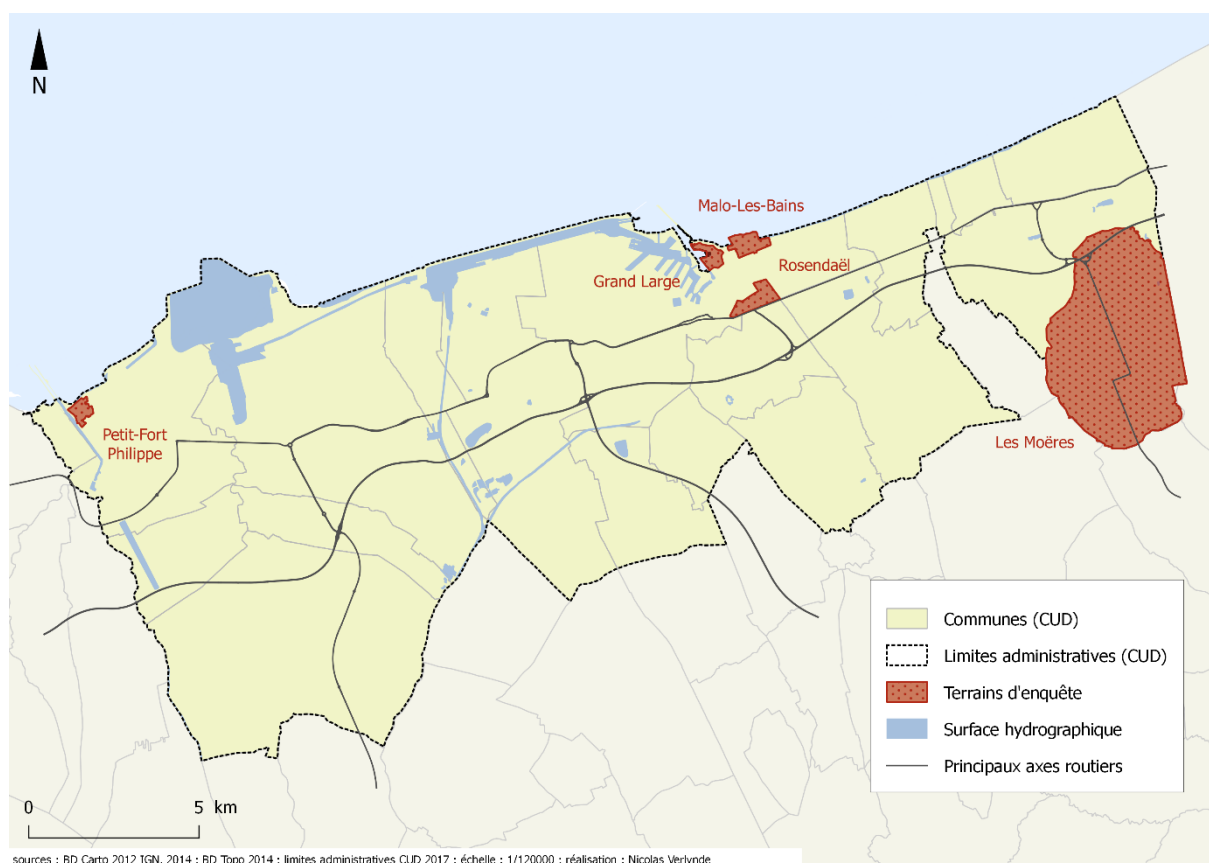 N
Malo-Les-Bains
Rosendaël
Grand Large
Petit-Fort
Philippe
Les Moëres
Communes (CUD)
Limites administratives (CUD)
Terrains d'enquête
Surface hydrographique
Principaux axes routiers
0 5 km
sources : BD Carto 2012 IGN, 2014 ; BD Topo 2014 ; limites administratives CUD 2017 ; échelle : 1/120000 ; réalisation : Nicolas Verlynde